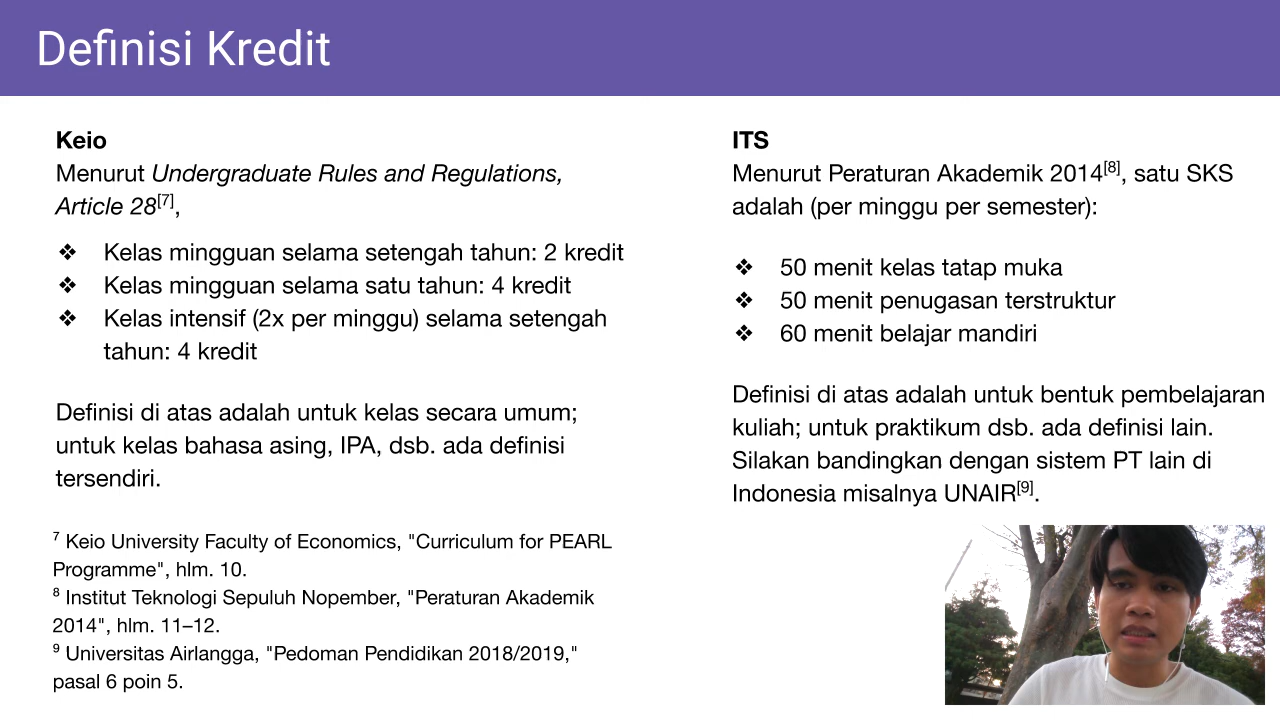 Definisi Kredit
Keio
Menurut Undergraduate Rules and Regulations,
Article 28[7],
❖ Kelas mingguan selama setengah tahun: 2 kredit
❖ Kelas mingguan selama satu tahun: 4 kredit
❖ Kelas intensif (2x per minggu) selama setengah
tahun: 4 kredit
Definisi di atas adalah untuk kelas secara umum;
untuk kelas bahasa asing, IPA, dsb. ada definisi
tersendiri.
7 Keio University Faculty of Economics, "Curriculum for PEARL
Programme", hlm. 10.
8 Institut Teknologi Sepuluh Nopember, "Peraturan Akademik
2014", hlm. 11–12.
9 Universitas Airlangga, "Pedoman Pendidikan 2018/2019,"
pasal 6 poin 5.
ITS
Menurut Peraturan Akademik 2014[8], satu SKS
adalah (per minggu per semester):
❖ 50 menit kelas tatap muka
❖ 50 menit penugasan terstruktur
❖ 60 menit belajar mandiri
Definisi di atas adalah untuk bentuk pembelajaran
kuliah; untuk praktikum dsb. ada definisi lain.
Silakan bandingkan dengan sistem PT lain di
Indonesia misalnya UNAIR[9].